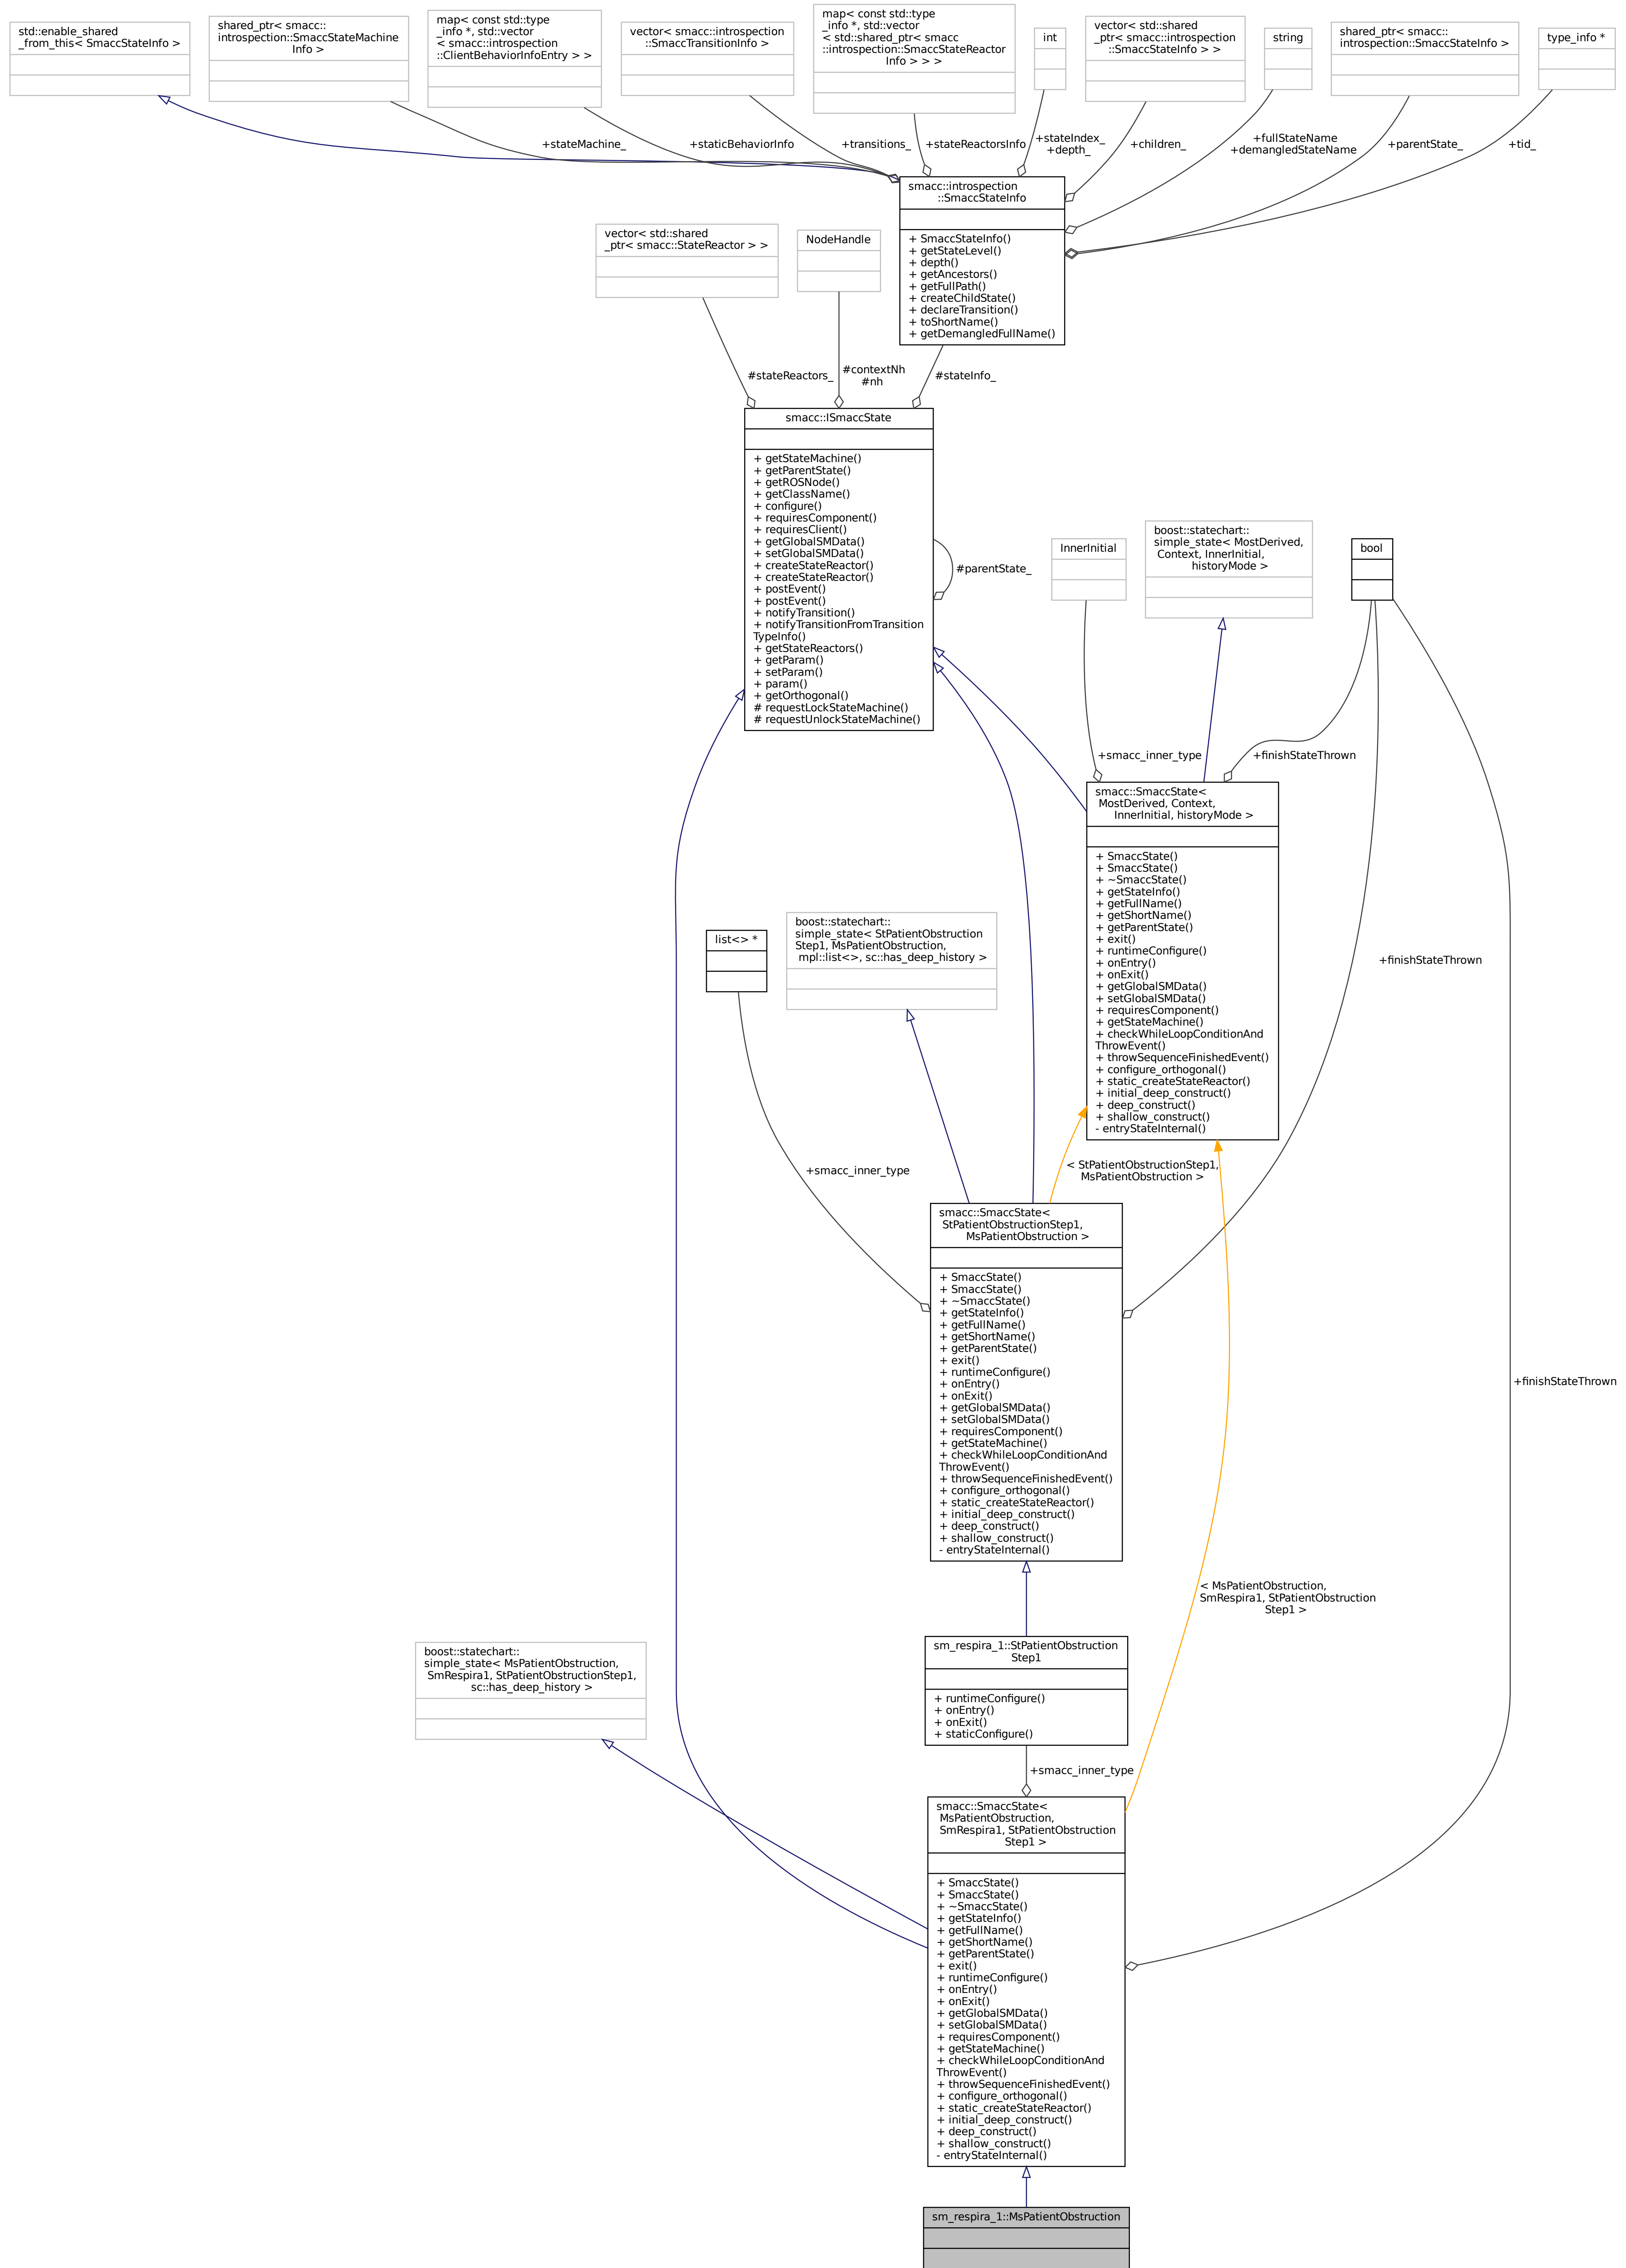 std::enable_shared
_from_this< SmaccStateInfo >
shared_ptr< smacc::
introspection::SmaccStateMachine
Info >
map< const std::type
_info *, std::vector
< smacc::introspection
::ClientBehaviorInfoEntry > >
vector< smacc::introspection
::SmaccTransitionInfo >
map< const std::type
_info *, std::vector
< std::shared_ptr< smacc
::introspection::SmaccStateReactor
Info > > >
int
vector< std::shared
_ptr< smacc::introspection
::SmaccStateInfo > >
string
shared_ptr< smacc::
introspection::SmaccStateInfo >
type_info *
+stateMachine_
+staticBehaviorInfo
+transitions_
+stateReactorsInfo
+stateIndex_
+depth_
+children_
+fullStateName
+demangledStateName
+parentState_
+tid_
smacc::introspection
::SmaccStateInfo
+ SmaccStateInfo()
+ getStateLevel()
+ depth()
+ getAncestors()
+ getFullPath()
+ createChildState()
+ declareTransition()
+ toShortName()
+ getDemangledFullName()
vector< std::shared
_ptr< smacc::StateReactor > >
NodeHandle
#stateReactors_
#contextNh
#nh
#stateInfo_
smacc::ISmaccState
+ getStateMachine()
+ getParentState()
+ getROSNode()
+ getClassName()
+ configure()
+ requiresComponent()
+ requiresClient()
+ getGlobalSMData()
+ setGlobalSMData()
+ createStateReactor()
+ createStateReactor()
+ postEvent()
+ postEvent()
+ notifyTransition()
+ notifyTransitionFromTransition
TypeInfo()
+ getStateReactors()
+ getParam()
+ setParam()
+ param()
+ getOrthogonal()
# requestLockStateMachine()
# requestUnlockStateMachine()
#parentState_
InnerInitial
boost::statechart::
simple_state< MostDerived,
Context, InnerInitial,
historyMode >
bool
+smacc_inner_type
+finishStateThrown
smacc::SmaccState<
MostDerived, Context,
InnerInitial, historyMode >
+ SmaccState()
+ SmaccState()
+ ~SmaccState()
+ getStateInfo()
+ getFullName()
+ getShortName()
+ getParentState()
+ exit()
+ runtimeConfigure()
+ onEntry()
+ onExit()
+ getGlobalSMData()
+ setGlobalSMData()
+ requiresComponent()
+ getStateMachine()
+ checkWhileLoopConditionAnd
ThrowEvent()
+ throwSequenceFinishedEvent()
+ configure_orthogonal()
+ static_createStateReactor()
+ initial_deep_construct()
+ deep_construct()
+ shallow_construct()
- entryStateInternal()
list<> *
boost::statechart::
simple_state< StPatientObstruction
Step1, MsPatientObstruction,
mpl::list<>, sc::has_deep_history >
+finishStateThrown
+smacc_inner_type
< StPatientObstructionStep1,
MsPatientObstruction >
smacc::SmaccState<
StPatientObstructionStep1,
MsPatientObstruction >
+ SmaccState()
+ SmaccState()
+ ~SmaccState()
+ getStateInfo()
+ getFullName()
+ getShortName()
+ getParentState()
+ exit()
+ runtimeConfigure()
+ onEntry()
+ onExit()
+ getGlobalSMData()
+ setGlobalSMData()
+ requiresComponent()
+ getStateMachine()
+ checkWhileLoopConditionAnd
ThrowEvent()
+ throwSequenceFinishedEvent()
+ configure_orthogonal()
+ static_createStateReactor()
+ initial_deep_construct()
+ deep_construct()
+ shallow_construct()
- entryStateInternal()
+finishStateThrown
< MsPatientObstruction,
SmRespira1, StPatientObstruction
Step1 >
sm_respira_1::StPatientObstruction
Step1
+ runtimeConfigure()
+ onEntry()
+ onExit()
+ staticConfigure()
boost::statechart::
simple_state< MsPatientObstruction,
SmRespira1, StPatientObstructionStep1,
sc::has_deep_history >
+smacc_inner_type
smacc::SmaccState<
MsPatientObstruction,
SmRespira1, StPatientObstruction
Step1 >
+ SmaccState()
+ SmaccState()
+ ~SmaccState()
+ getStateInfo()
+ getFullName()
+ getShortName()
+ getParentState()
+ exit()
+ runtimeConfigure()
+ onEntry()
+ onExit()
+ getGlobalSMData()
+ setGlobalSMData()
+ requiresComponent()
+ getStateMachine()
+ checkWhileLoopConditionAnd
ThrowEvent()
+ throwSequenceFinishedEvent()
+ configure_orthogonal()
+ static_createStateReactor()
+ initial_deep_construct()
+ deep_construct()
+ shallow_construct()
- entryStateInternal()
sm_respira_1::MsPatientObstruction